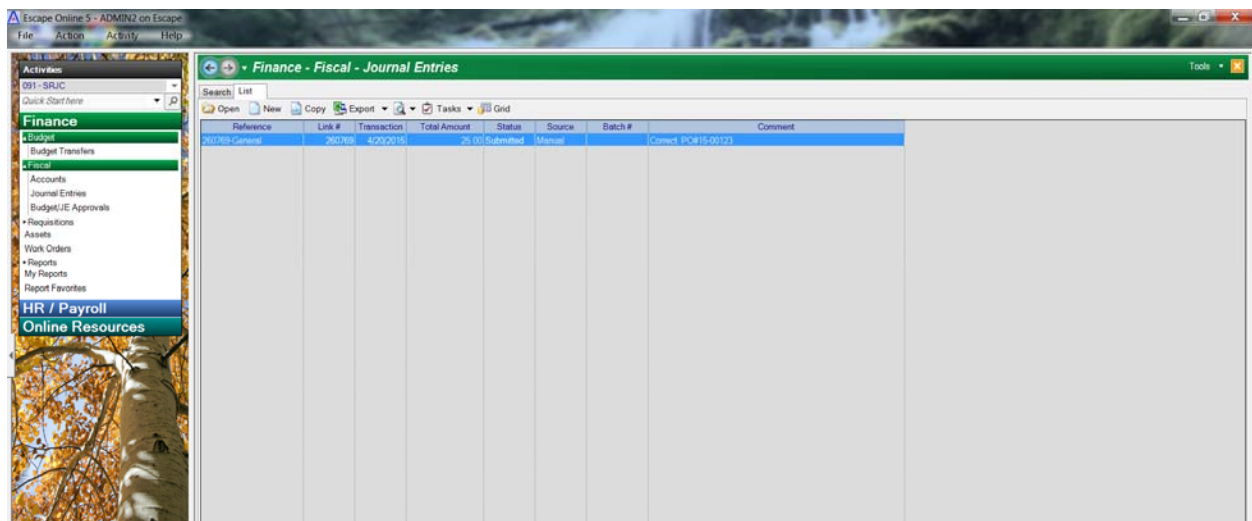 Escape Online 5 - ADMIN2 on Escape
File Action Activity Help
Activities
091 - SRJC
Quick Start here
Finance
Budget
Budget Transfers
Fiscal
Accounts
Journal Entries
Budget/JE Approvals
Requisitions
Assets
Work Orders
Reports
My Reports
Report Favorites
HR / Payroll
Online Resources
Finance - Fiscal - Journal Entries
Tools
Search List
Open New Copy Export Tasks Grid
Reference Link # Transaction Total Amount Status Source Batch # Comment
260769-General 260769 4/20/2015 25.00 Submitted Manual Correct PO#15-00123